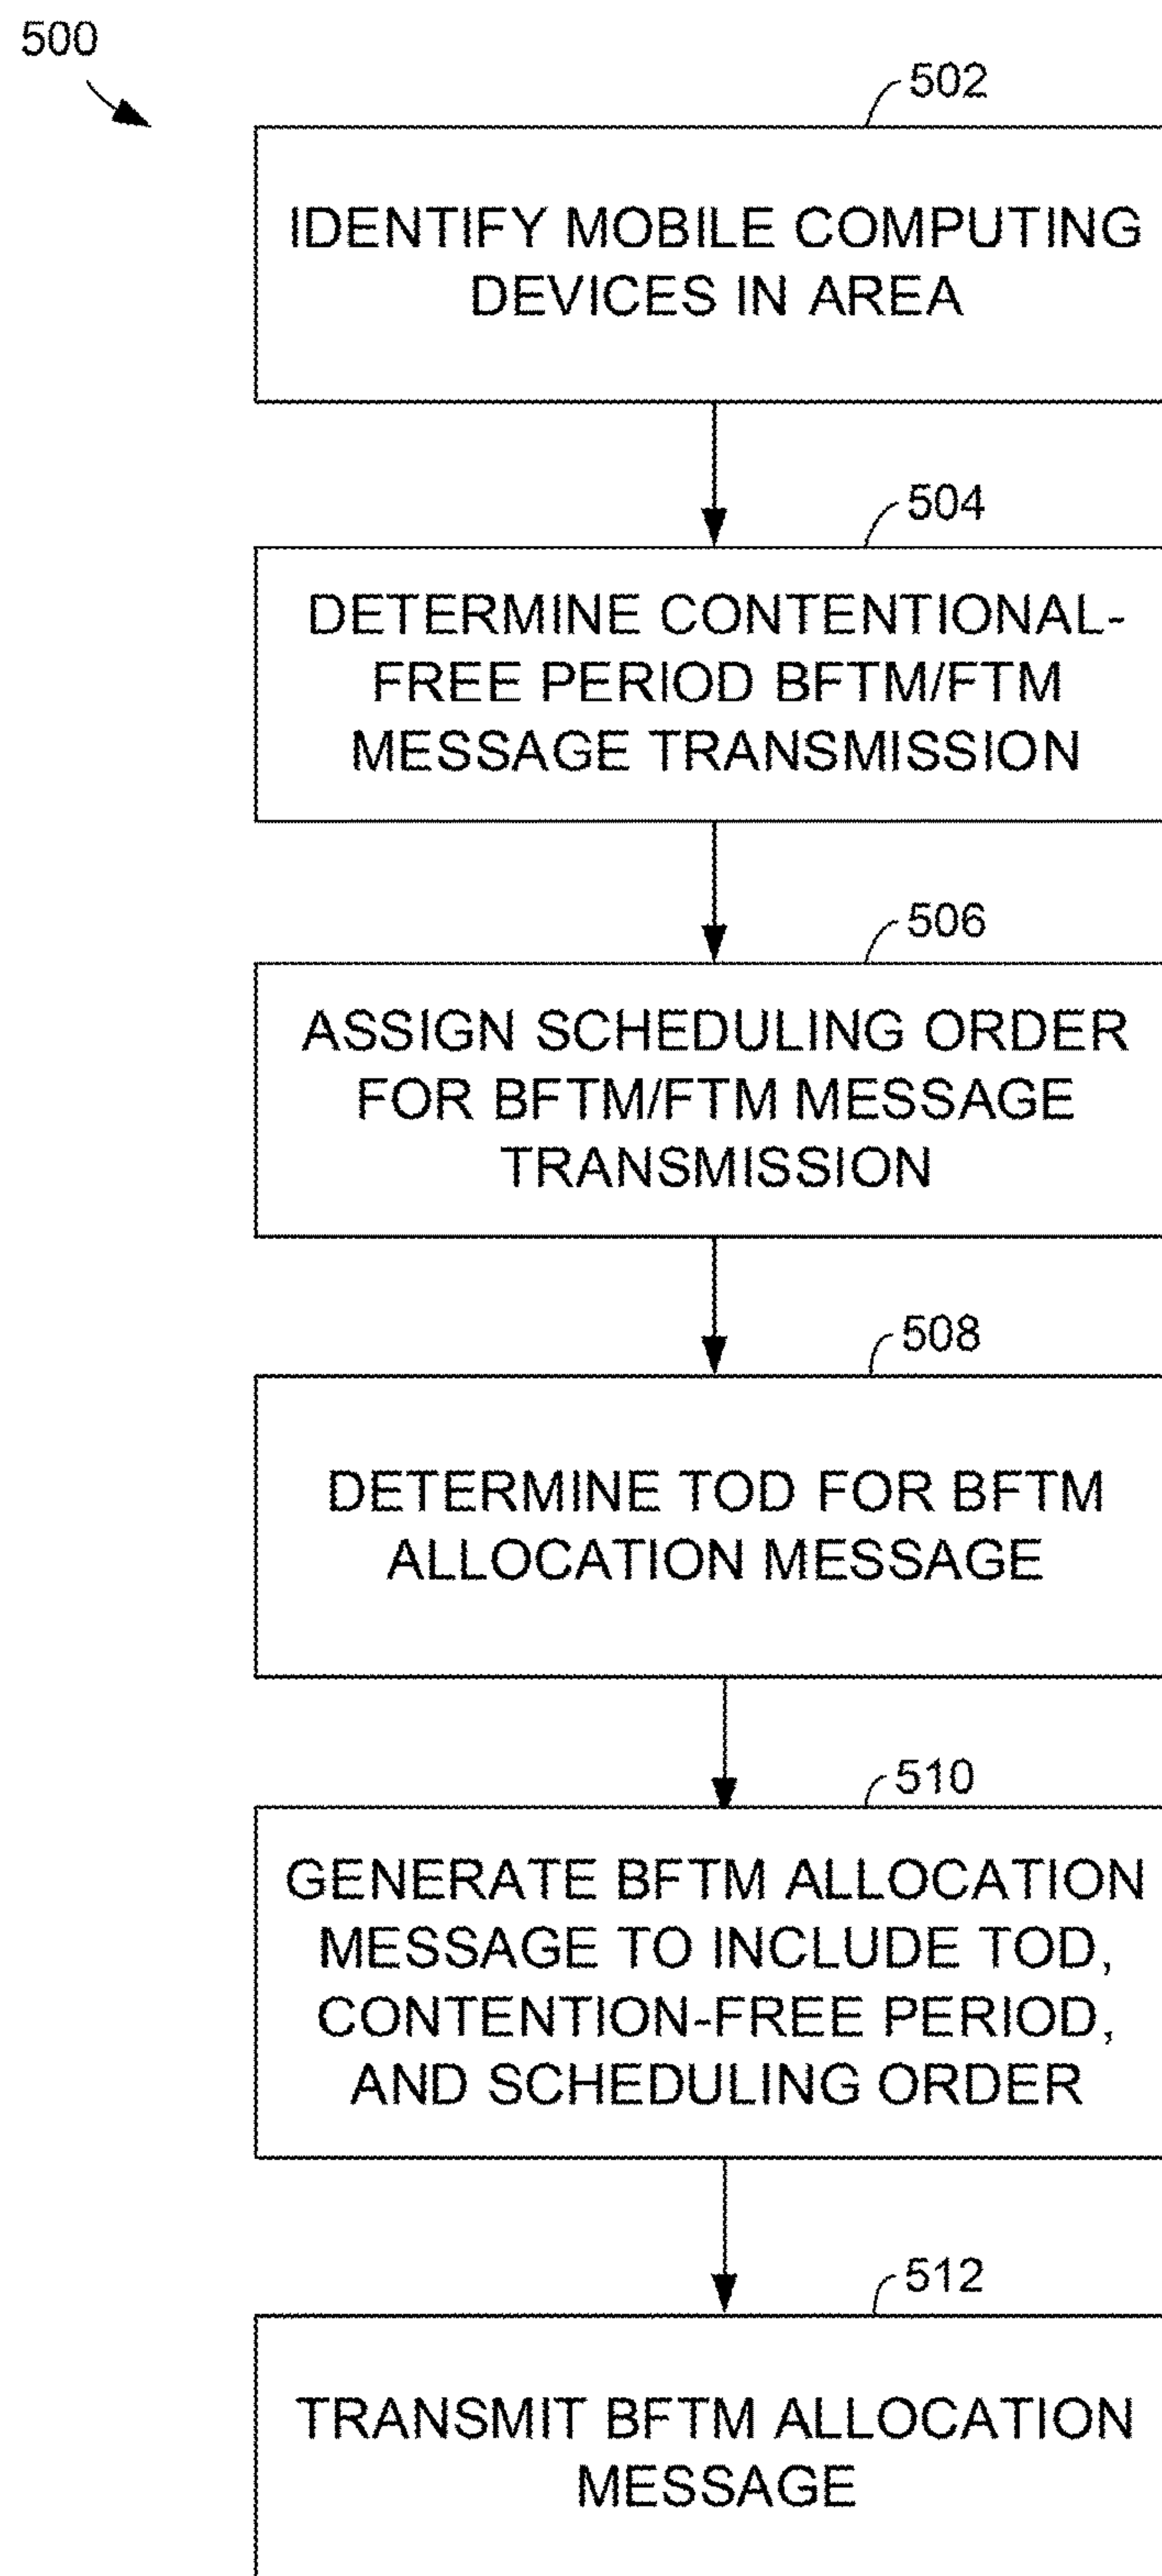 500
502
IDENTIFY MOBILE COMPUTING
DEVICES IN AREA
504
DETERMINE CONTENTIONAL-
FREE PERIOD BFTM/FTM
MESSAGE TRANSMISSION
506
ASSIGN SCHEDULING ORDER
FOR BFTM/FTM MESSAGE
TRANSMISSION
508
DETERMINE TOD FOR BFTM
ALLOCATION MESSAGE
510
GENERATE BFTM ALLOCATION
MESSAGE TO INCLUDE TOD,
CONTENTION-FREE PERIOD,
AND SCHEDULING ORDER
512
TRANSMIT BFTM ALLOCATION
MESSAGE